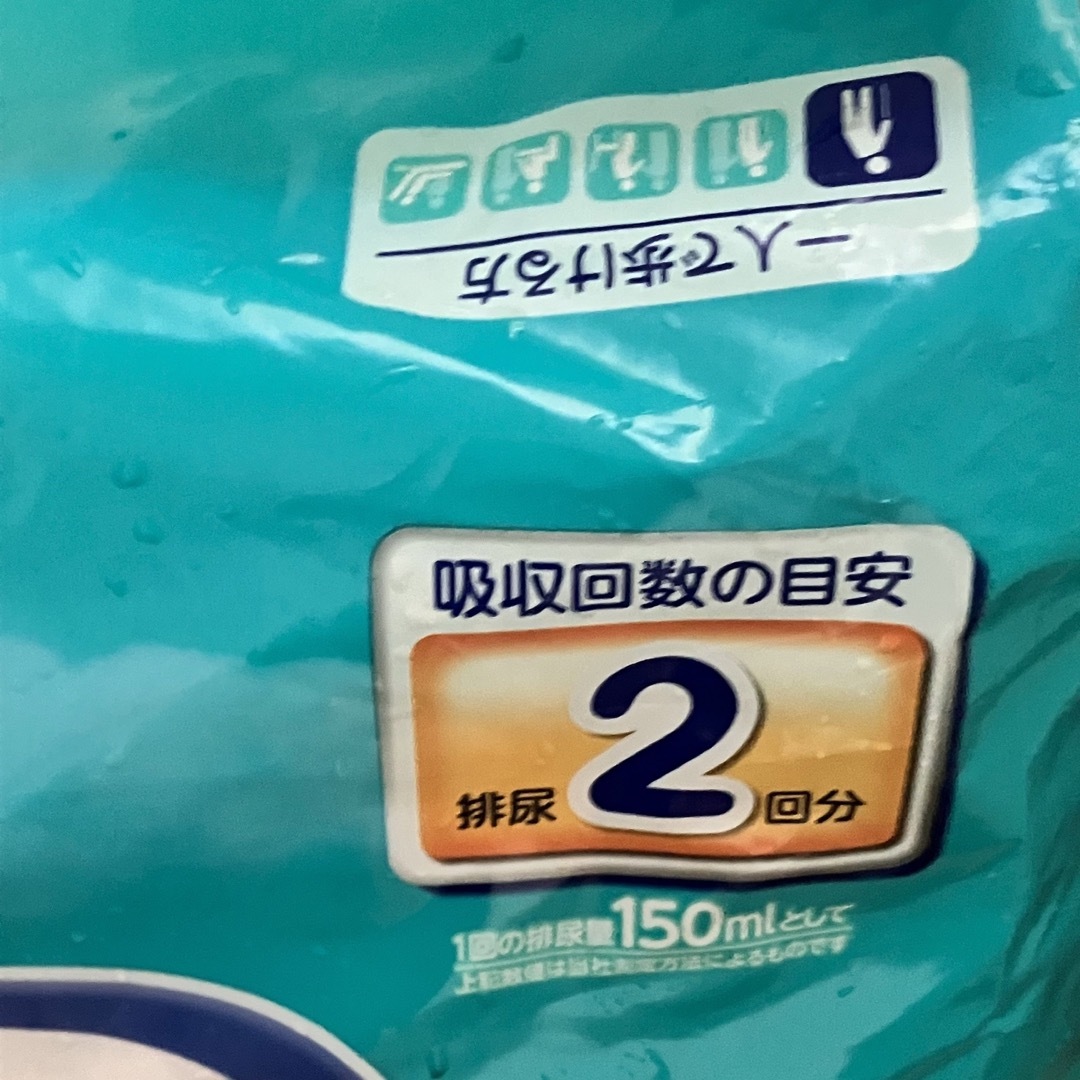 一人で歩ける方
吸収回数の目安
排尿2回分
1回の排尿量150mlとして
上記数値は当社測定方法によるものです